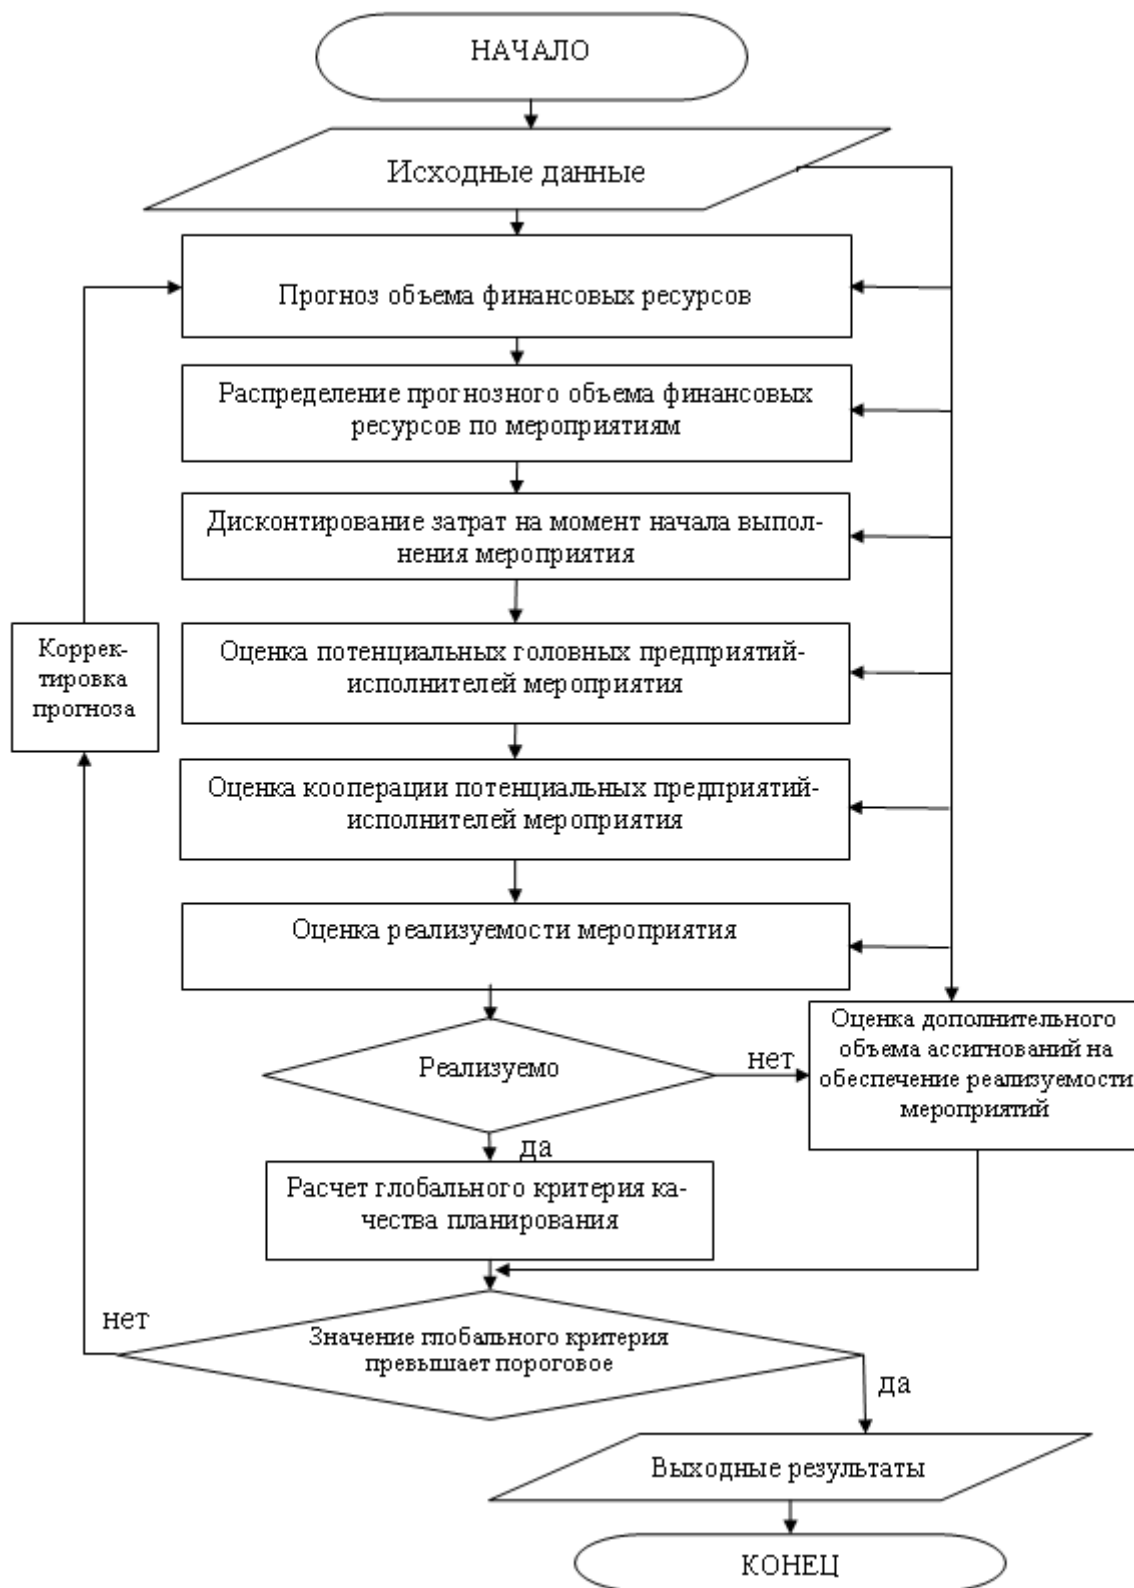 НАЧАЛО
Исходные данные
Прогноз объема финансовых ресурсов
Распределение прогнозного объема финансовых
ресурсов по мероприятиям
Дисконтирование затрат на момент начала выпол-
нения мероприятия
Коррек-
тировка
прогноза
Оценка потенциальных головных предприятий-
исполнителей мероприятия
Оценка кооперации потенциальных предприятий-
исполнителей мероприятия
Оценка реализуемости мероприятия
Реализуемо
нет
Оценка дополнительного
объема ассигнований на
обеспечение реализуемости
мероприятий
да
Расчет глобального критерия ка-
чества планирования
нет
Значение глобального критерия
превышает пороговое
да
Выходные результаты
КОНЕЦ